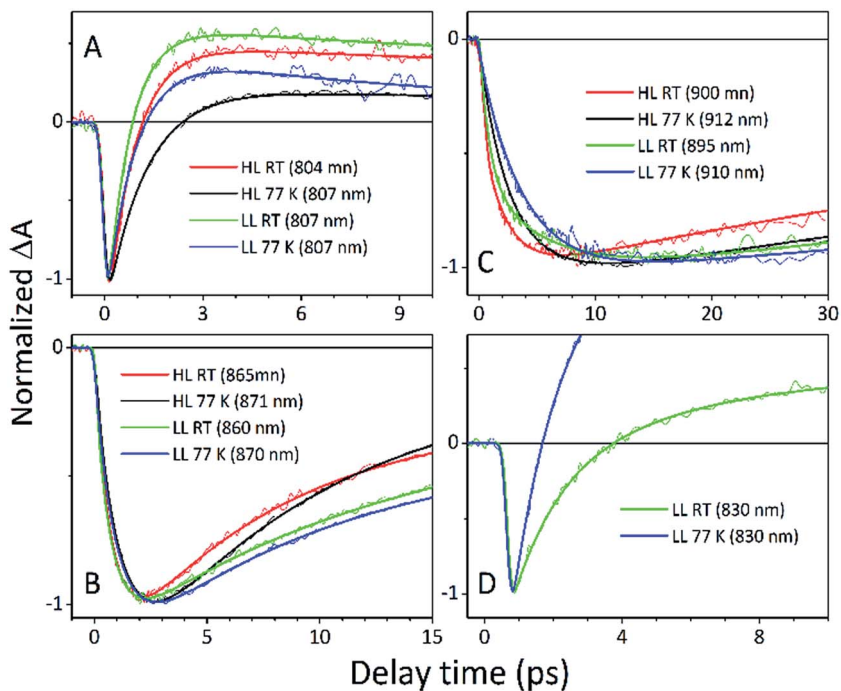 A
0
-1
HL RT (804 mn)
HL 77 K (807 nm)
LL RT (807 nm)
LL 77 K (807 nm)
0 3 6 9
0
-1
HL RT (900 mn)
HL 77 K (912 nm)
LL RT (895 nm)
LL 77 K (910 nm)
C
0 10 20 30
Normalized ΔA
HL RT (865mn)
HL 77 K (871 nm)
LL RT (860 nm)
LL 77 K (870 nm)
B
-1
0 5 10 15
0
-1
LL RT (830 nm)
LL 77 K (830 nm)
D
0 4 8
Delay time (ps)